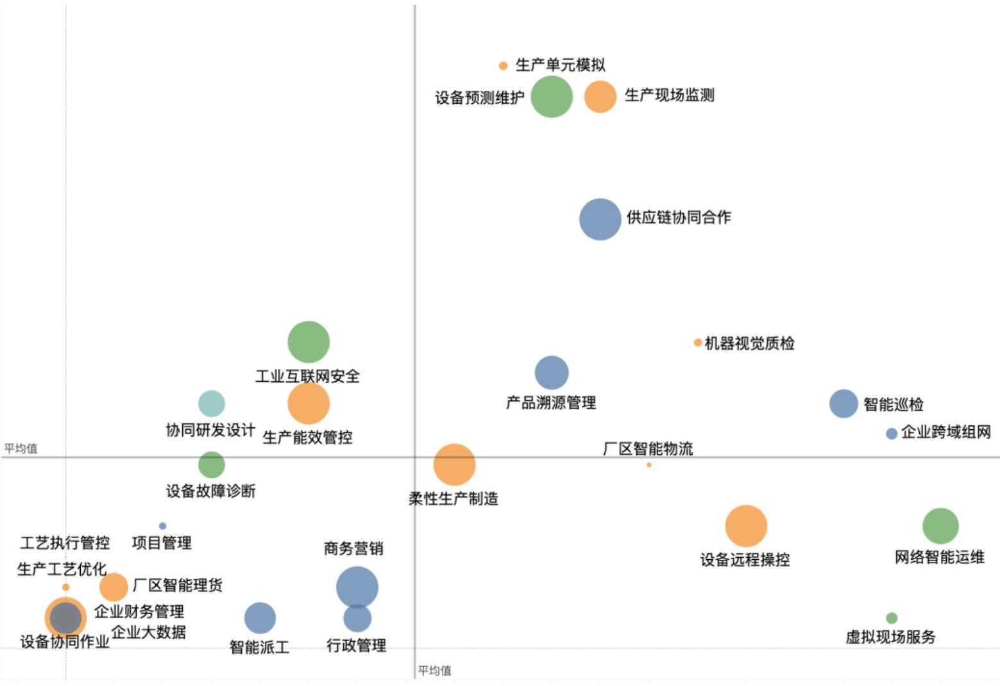 生产单元模拟
设备预测维护
生产现场监测
供应链协同合作
机器视觉质检
工业互联网安全
产品溯源管理
智能巡检
协同研发设计
生产能效管控
企业跨域组网
平均值
厂区智能物流
设备故障诊断
柔性生产制造
工艺执行管控
项目管理
商务营销
设备远程操控
网络智能运维
生产工艺优化
厂区智能理货
企业财务管理
企业大数据
设备协同作业
智能派工
行政管理
虚拟现场服务
平均值